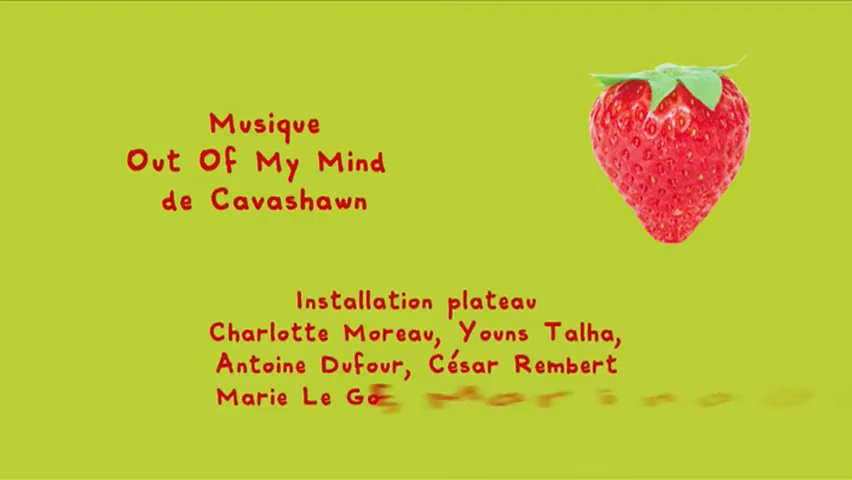 Musique
Out Of My Mind
de Cavashawn
Installation plateau
Charlotte Moreau, Youns Talha,
Antoine Dufour, César Rembert
Marie Le